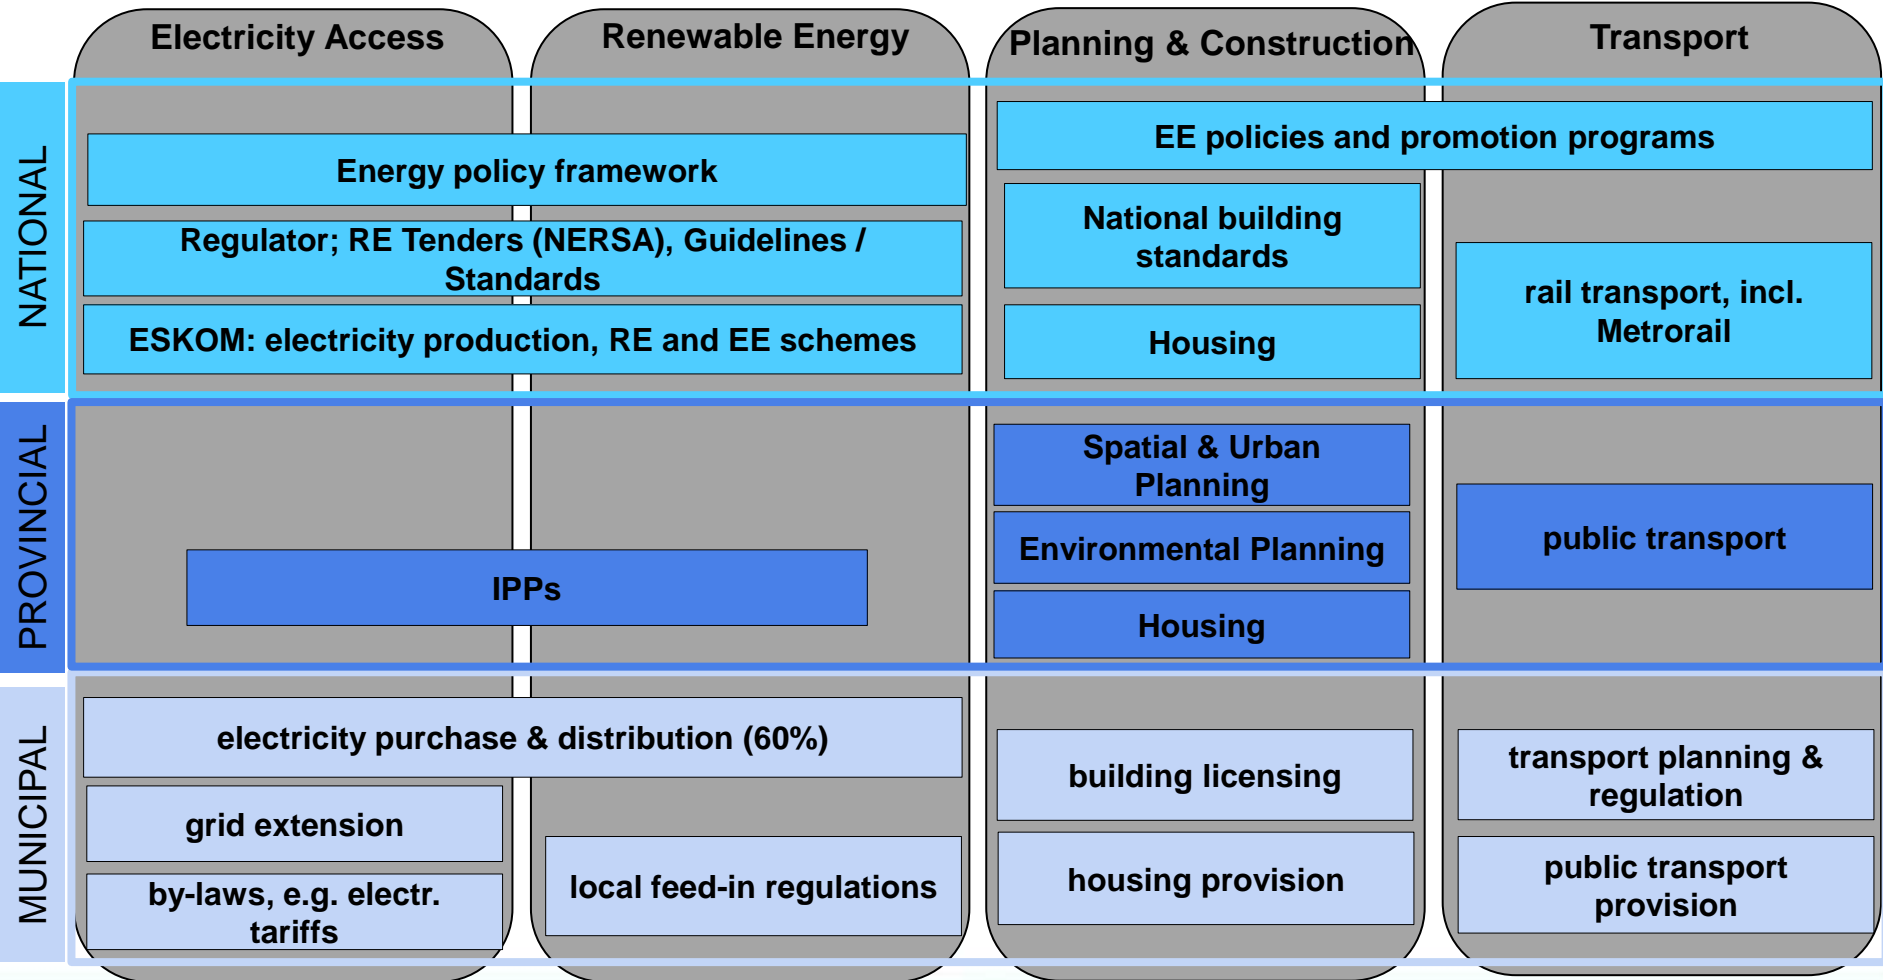 Electricity Access
Renewable Energy
Planning & Construction
Transport
NATIONAL
Energy policy framework
Regulator; RE Tenders (NERSA), Guidelines /
Standards
ESKOM: electricity production, RE and EE schemes
EE policies and promotion programs
National building
standards
Housing
rail transport, incl.
Metrorail
PROVINCIAL
IPPs
Spatial & Urban
Planning
Environmental Planning
Housing
public transport
MUNICIPAL
electricity purchase & distribution (60%)
grid extension
by-laws, e.g. electr.
tariffs
local feed-in regulations
building licensing
housing provision
transport planning &
regulation
public transport
provision